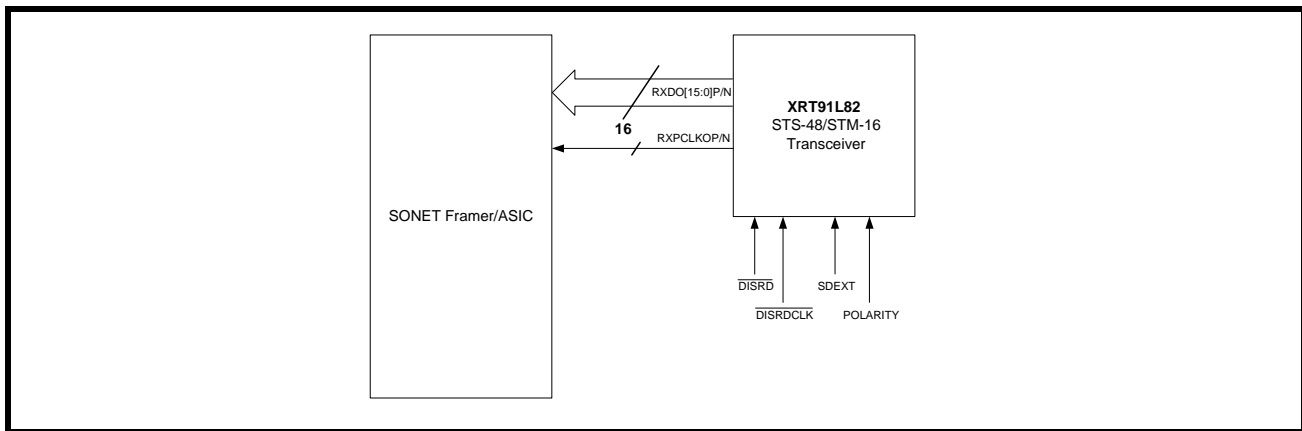 RXDO[15:0]P/N
16
RXPCLKOP/N
XRT91L82
STS-48/STM-16
Transceiver
SONET Framer/ASIC
DISRD
SDEXT
DISRDCLK
POLARITY